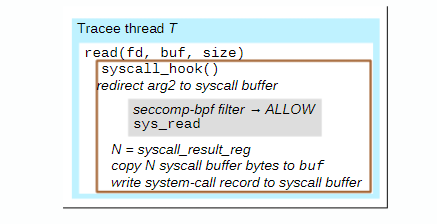 Tracee thread T
read(fd, buf, size)
syscall_hook()
redirect arg2 to syscall buffer
seccomp-bpf filter → ALLOW
sys_read
N = syscall_result_reg
copy N syscall buffer bytes to buf
write system-call record to syscall buffer